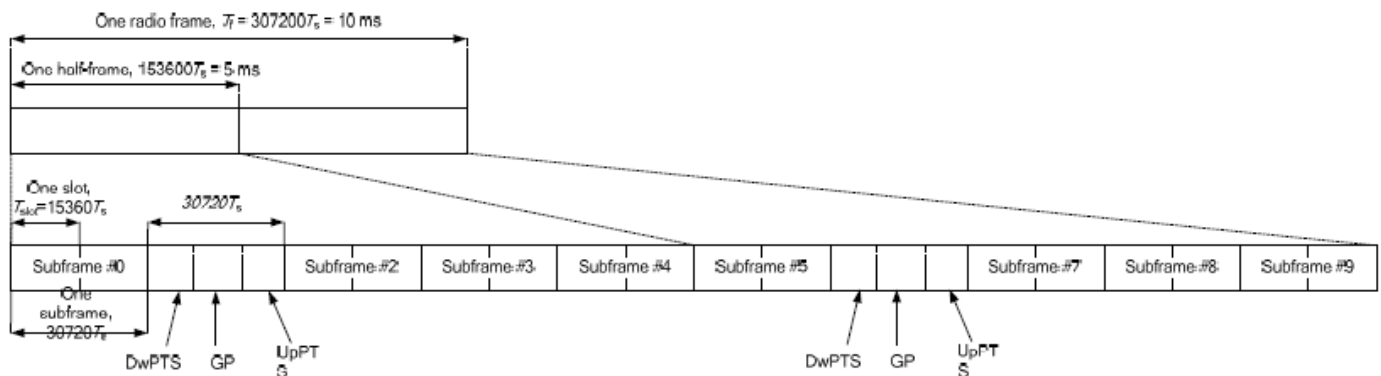 One radio frame, Tf = 307200Ts = 10 ms
One half-frame, 153600Ts = 5 ms
One slot,
Tslot=15360Ts
30720Ts
Subframe #0
Subframe #2
Subframe #3
Subframe #4
Subframe #5
Subframe #7
Subframe #8
Subframe #9
One
subframe,
30720Ts
DwPTS
GP
UpPT
S
DwPTS
GP
UpPT
S